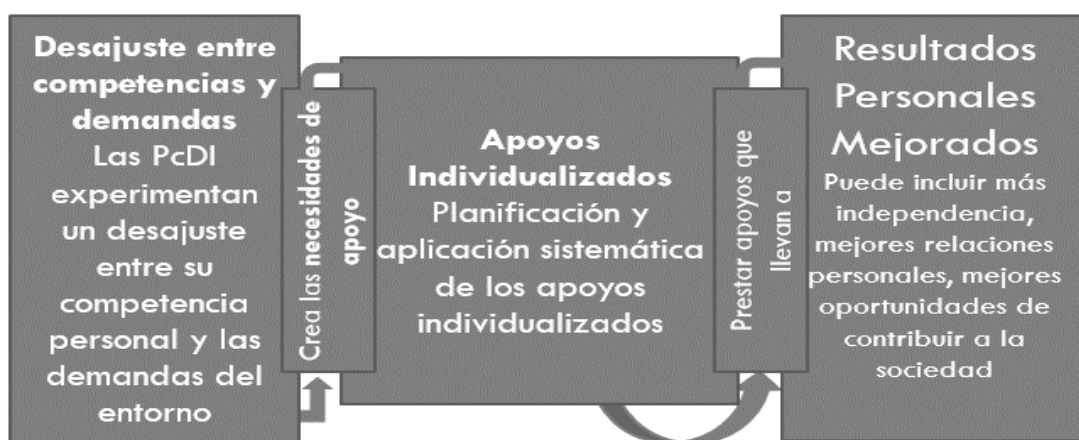 Desajuste entre
competencias y
demandas
Las PcDI
experimentan
un desajuste
entre su
competencia
personal y las
demandas del
entorno
Crea las necesidades de
apoyo
Apoyos
Individualizados
Planificación y
aplicación sistemática
de los apoyos
individualizados
Prestar apoyos que
llevan a
Resultados
Personales
Mejorados
Puede incluir más
independencia,
mejores relaciones
personales, mejores
oportunidades de
contribuir a la
sociedad